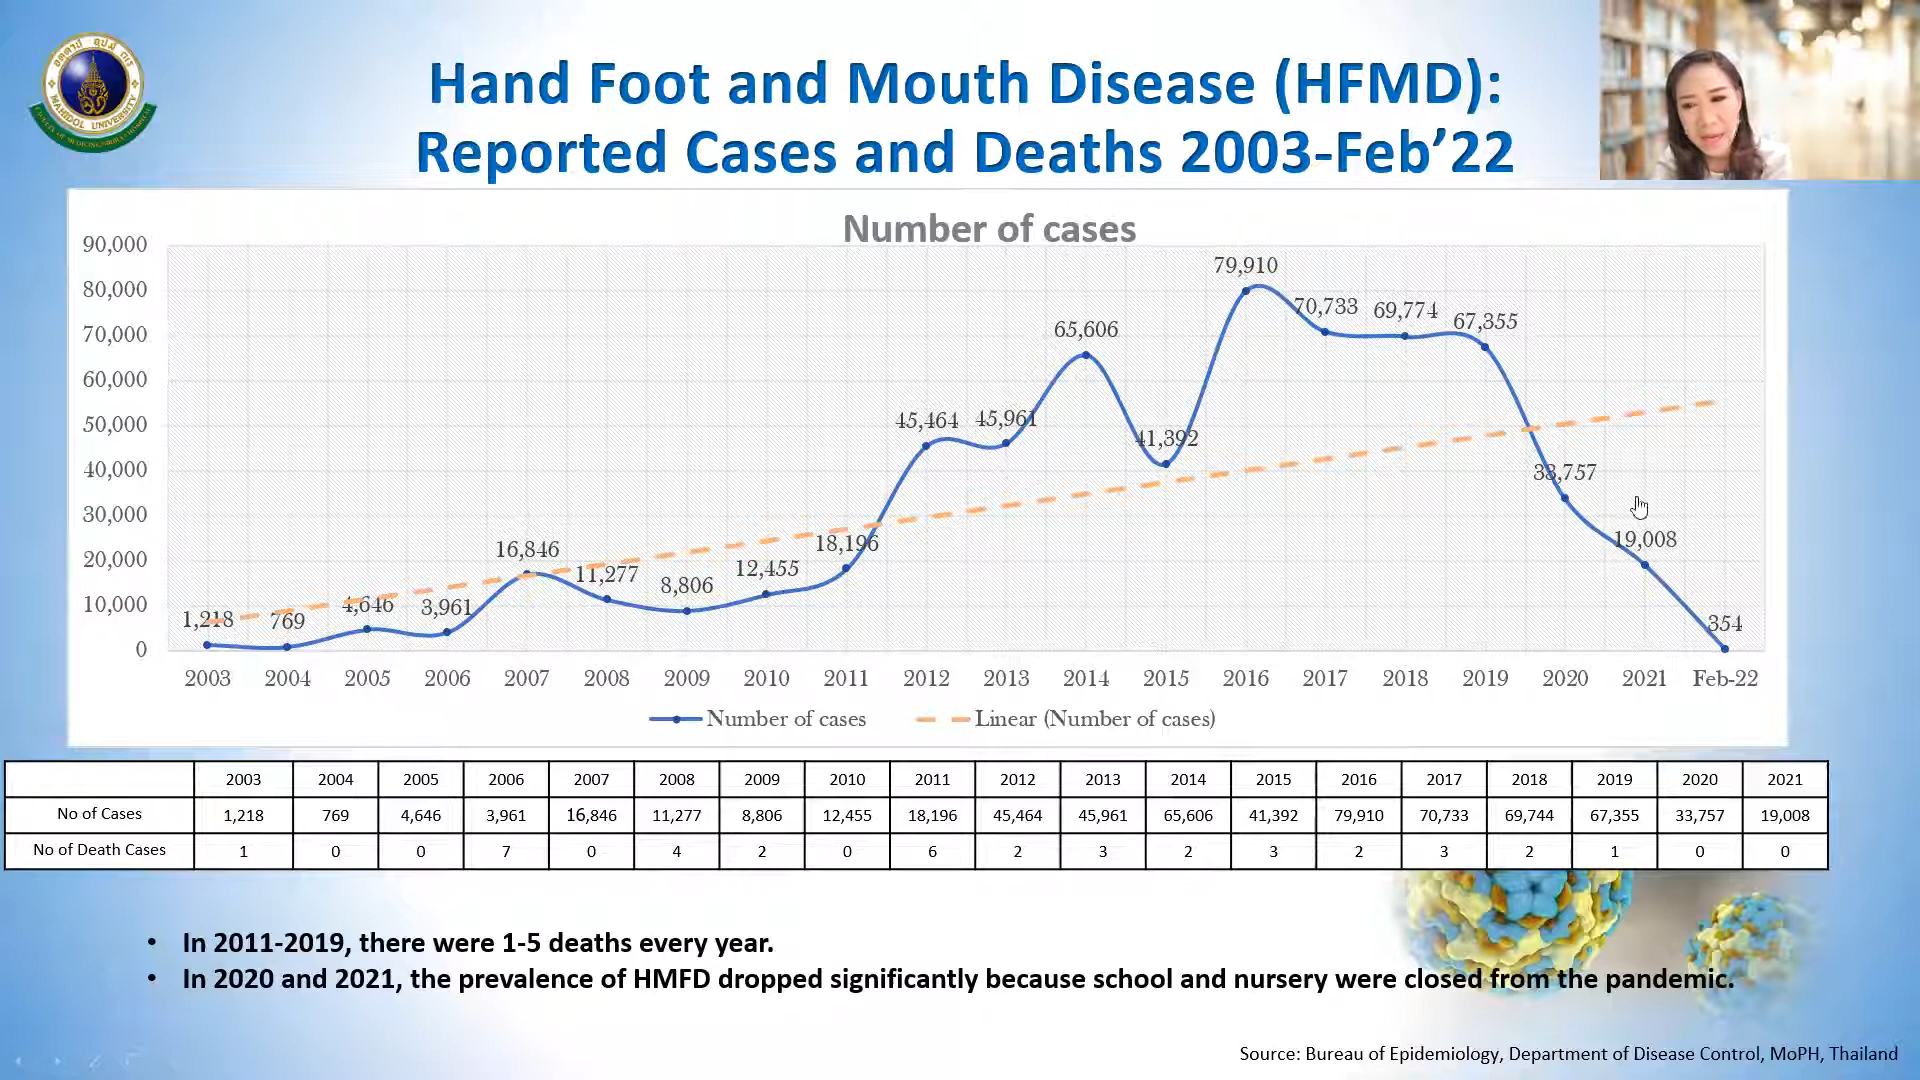 Hand Foot and Mouth Disease (HFMD):
Reported Cases and Deaths 2003-Feb’22
MAHIDOL UNIVERSITY
Number of cases
90,000
80,000
70,000
60,000
50,000
40,000
30,000
20,000
10,000
0
1,218
769
4,646
3,961
16,846
11,277
8,806
12,455
18,196
45,464
45,961
65,606
41,392
79,910
70,733
69,774
67,355
33,757
19,008
354
2003 2004 2005 2006 2007 2008 2009 2010 2011 2012 2013 2014 2015 2016 2017 2018 2019 2020 2021 Feb-22
Number of cases Linear (Number of cases)
2003 2004 2005 2006 2007 2008 2009 2010 2011 2012 2013 2014 2015 2016 2017 2018 2019 2020 2021
No of Cases 1,218 769 4,646 3,961 16,846 11,277 8,806 12,455 18,196 45,464 45,961 65,606 41,392 79,910 70,733 69,744 67,355 33,757 19,008
No of Death Cases 1 0 0 7 0 4 2 0 6 2 3 2 3 2 3 2 1 0 0
• In 2011-2019, there were 1-5 deaths every year.
• In 2020 and 2021, the prevalence of HMFD dropped significantly because school and nursery were closed from the pandemic.
Source: Bureau of Epidemiology, Department of Disease Control, MoPH, Thailand